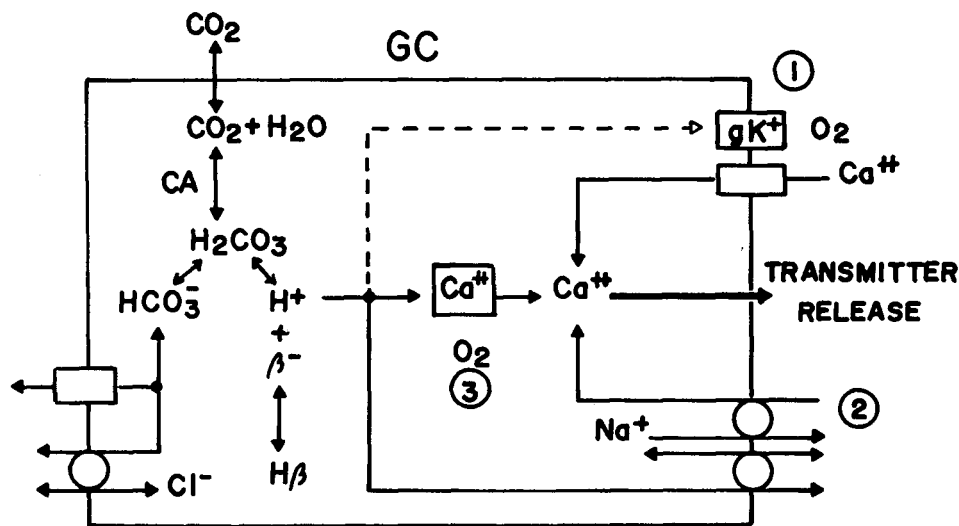 CO2
GC
①
CO2 + H2O
gK+ O2
CA
Ca++
H2CO3
HCO3- H+ Ca++ Ca++ TRANSMITTER
RELEASE
+
β-
O2
③
②
Na+
Hβ
Cl-